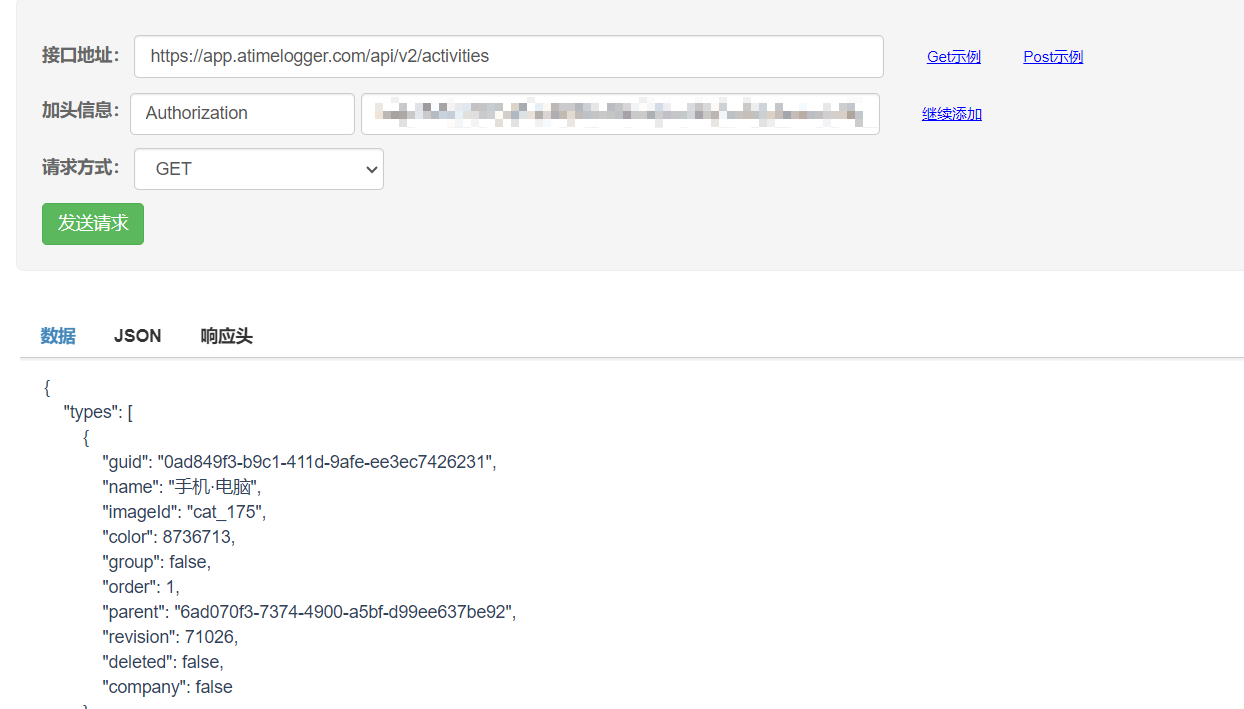 接口地址： https://app.atimelogger.com/api/v2/activities Get示例 Post示例
加头信息： Authorization 继续添加
请求方式： GET
发送请求
数据 JSON 响应头
{
"types": [
{
"guid": "0ad849f3-b9c1-411d-9afe-ee3ec7426231",
"name": "手机·电脑",
"imageId": "cat_175",
"color": 8736713,
"group": false,
"order": 1,
"parent": "6ad070f3-7374-4900-a5bf-d99ee637be92",
"revision": 71026,
"deleted": false,
"company": false